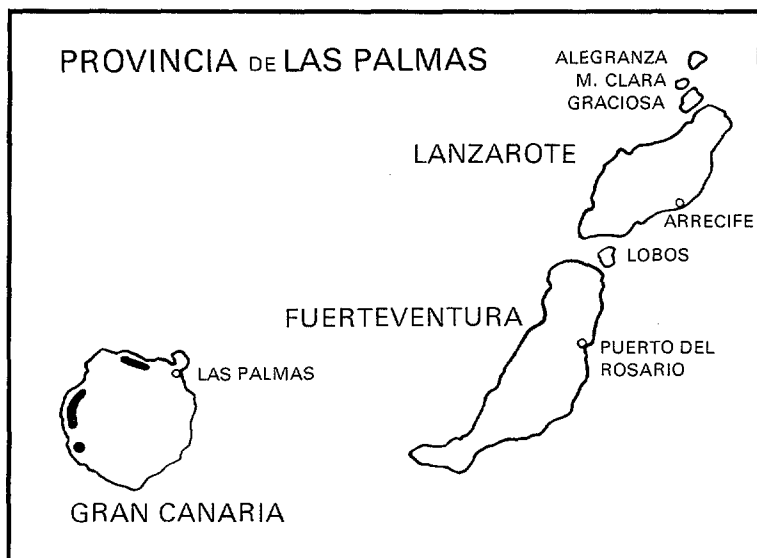 PROVINCIA DE LAS PALMAS
ALEGRANZA
M. CLARA
GRACIOSA
LANZAROTE
ARRECIFE
LOBOS
FUERTEVENTURA
PUERTO DEL
ROSARIO
LAS PALMAS
GRAN CANARIA